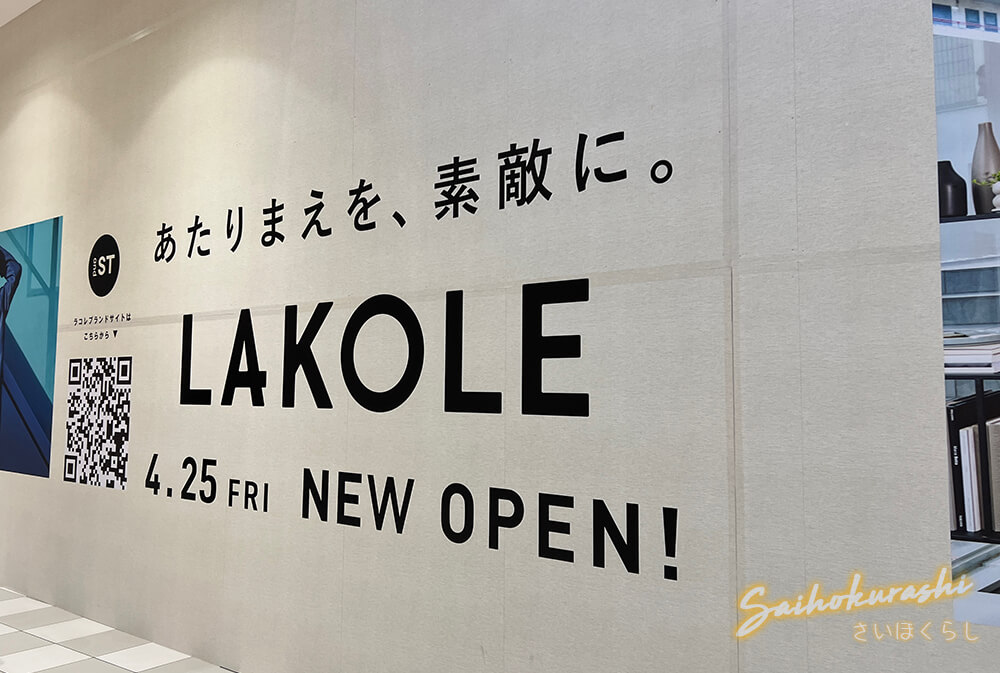 あたりまえを、素敵に。
and ST
ラコレブランドサイトは
こちらから▼
LAKOLE
4.25 FRI NEW OPEN!
Saihokurashi
さいほくらし